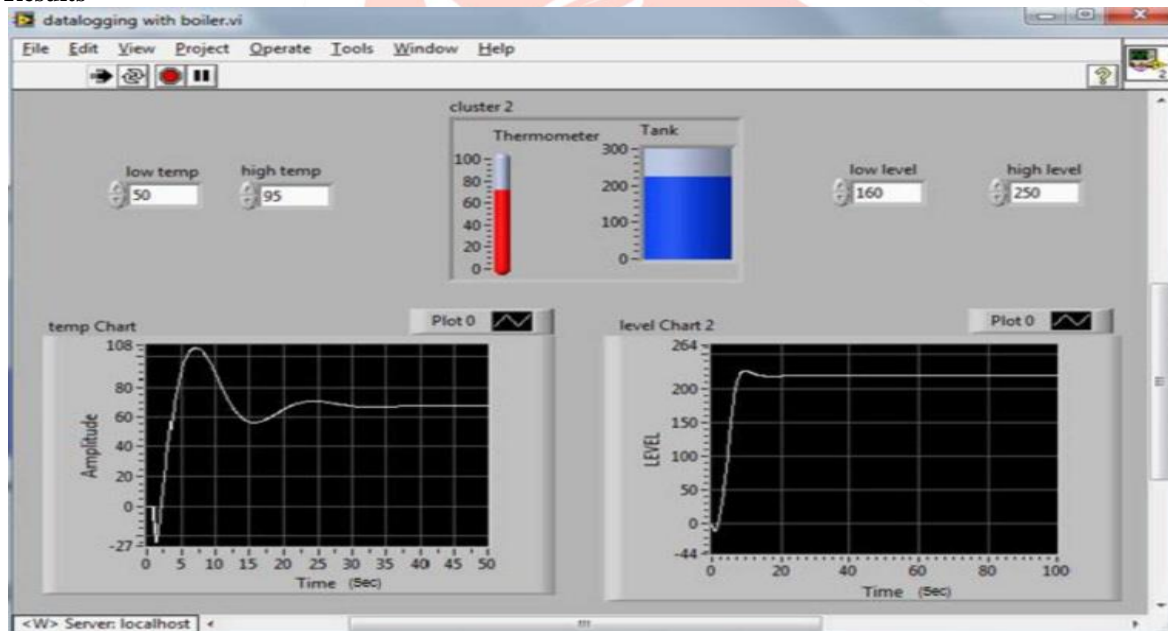 Results
datalogging with boiler.vi
File Edit View Project Operate Tools Window Help
2
cluster 2
Thermometer
Tank
100
80
60
40
20
0
300
200
100
0
low temp
50
high temp
95
low level
160
high level
250
temp Chart
Plot 0
108
80
60
40
20
0
-27
Amplitude
0 5 10 15 20 25 30 35 40 45 50
Time (Sec)
level Chart 2
Plot 0
264
200
150
100
50
0
-44
LEVEL
0 20 40 60 80 100
Time (Sec)
<W> Server: localhost